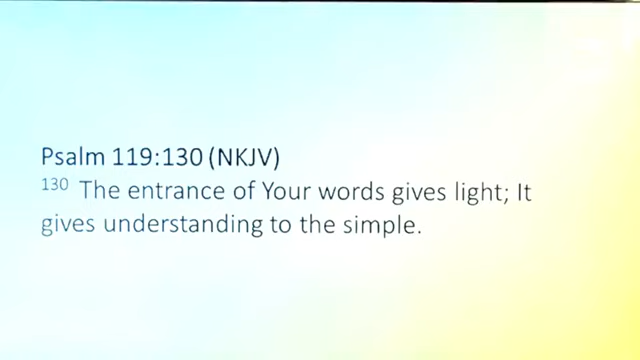 Psalm 119:130 (NKJV)
130 The entrance of Your words gives light; It
gives understanding to the simple.